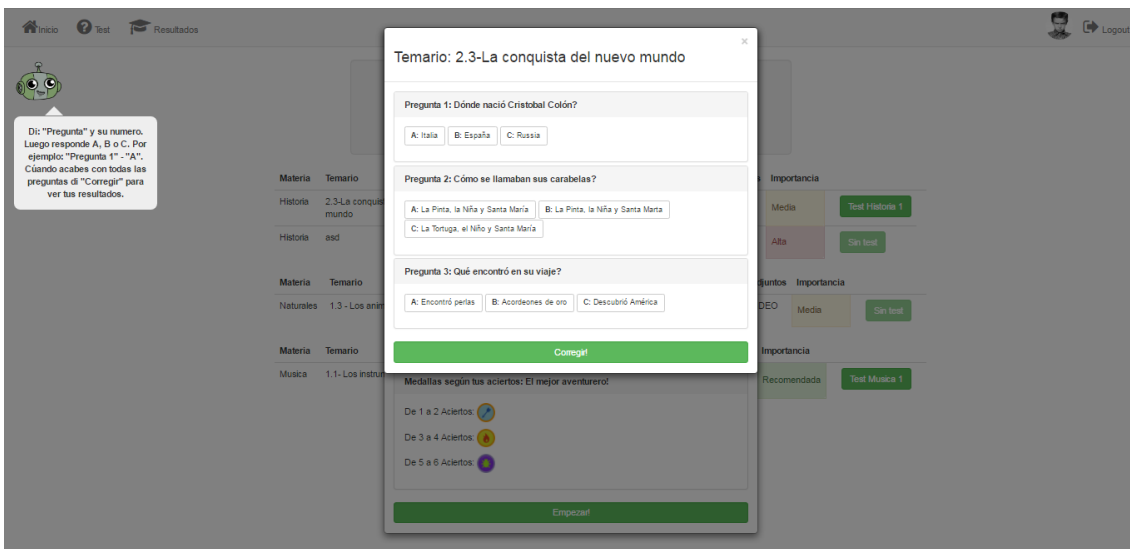 Inicio Test Resultados Logout
Di: "Pregunta" y su numero.
Luego responde A, B o C. Por
ejemplo: "Pregunta 1" - "A".
Cúando acabes con todas las
preguntas di "Corregir" para
ver tus resultados.
×
Temario: 2.3-La conquista del nuevo mundo
Pregunta 1: Dónde nació Cristobal Colón?
A: Italia B: España C: Russia
Pregunta 2: Cómo se llamaban sus carabelas?
A: La Pinta, la Niña y Santa María B: La Pinta, la Niña y Santa Marta
C: La Tortuga, el Niño y Santa María
Pregunta 3: Qué encontró en su viaje?
A: Encontró perlas B: Acordeones de oro C: Descubrió América
Corregir!
Materia Temario Importancia
Historia 2.3-La conquis Media Test Historia 1
mundo
Historia asd Alta Sin test
Materia Temario djuntos Importancia
Naturales 1.3 - Los anim DEO Media Sin test
Materia Temario Importancia
Musica 1.1- Los instrun Recomendada Test Musica 1
Medallas según tus aciertos: El mejor aventurero!
De 1 a 2 Aciertos:
De 3 a 4 Aciertos:
De 5 a 6 Aciertos:
Empezar!